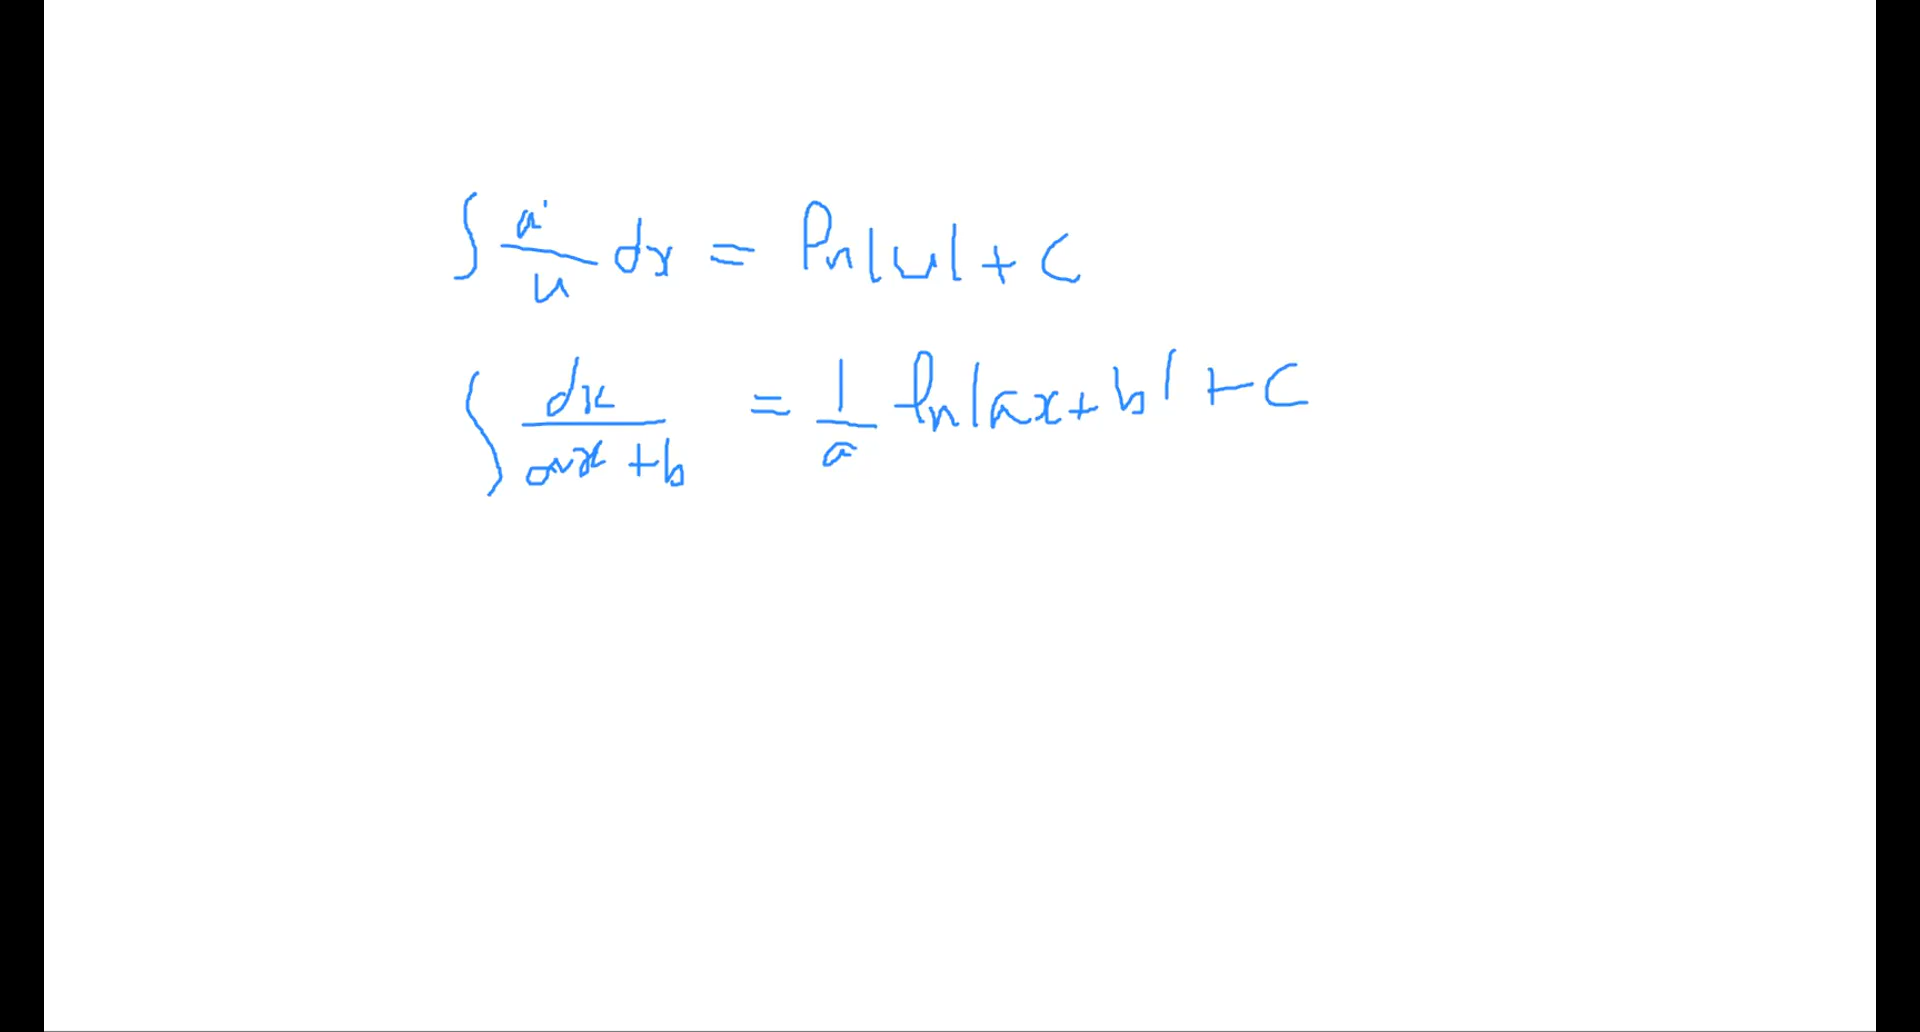 ∫ u'/u dx = ln|u| + C
∫ dx/(ax + b) = 1/a ln|ax + b| + C